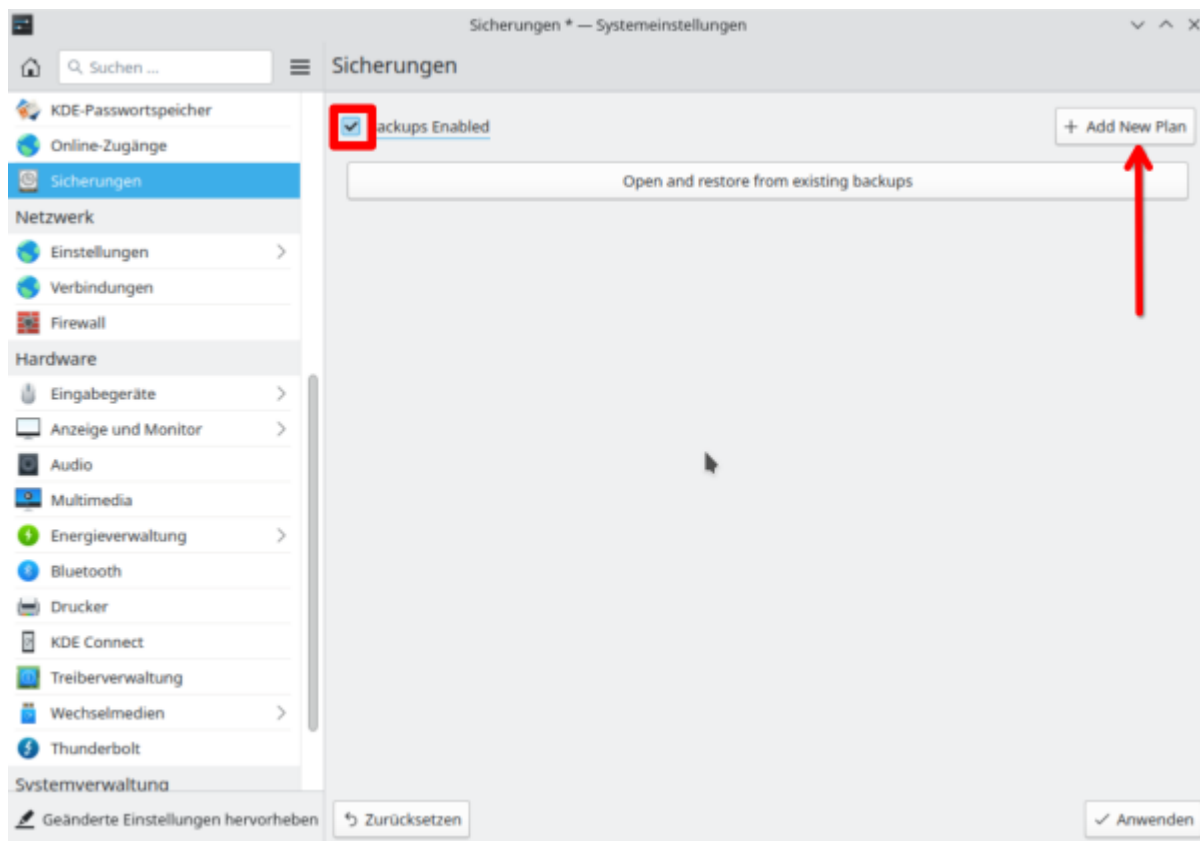 Sicherungen * — Systemeinstellungen
Suchen ...
Sicherungen
KDE-Passwortspeicher
Online-Zugänge
Sicherungen
Netzwerk
Einstellungen
Verbindungen
Firewall
Hardware
Eingabegeräte
Anzeige und Monitor
Audio
Multimedia
Energieverwaltung
Bluetooth
Drucker
KDE Connect
Treiberverwaltung
Wechselmedien
Thunderbolt
Systemverwaltung
Geänderte Einstellungen hervorheben
ackups Enabled
+ Add New Plan
Open and restore from existing backups
Zurücksetzen
Anwenden